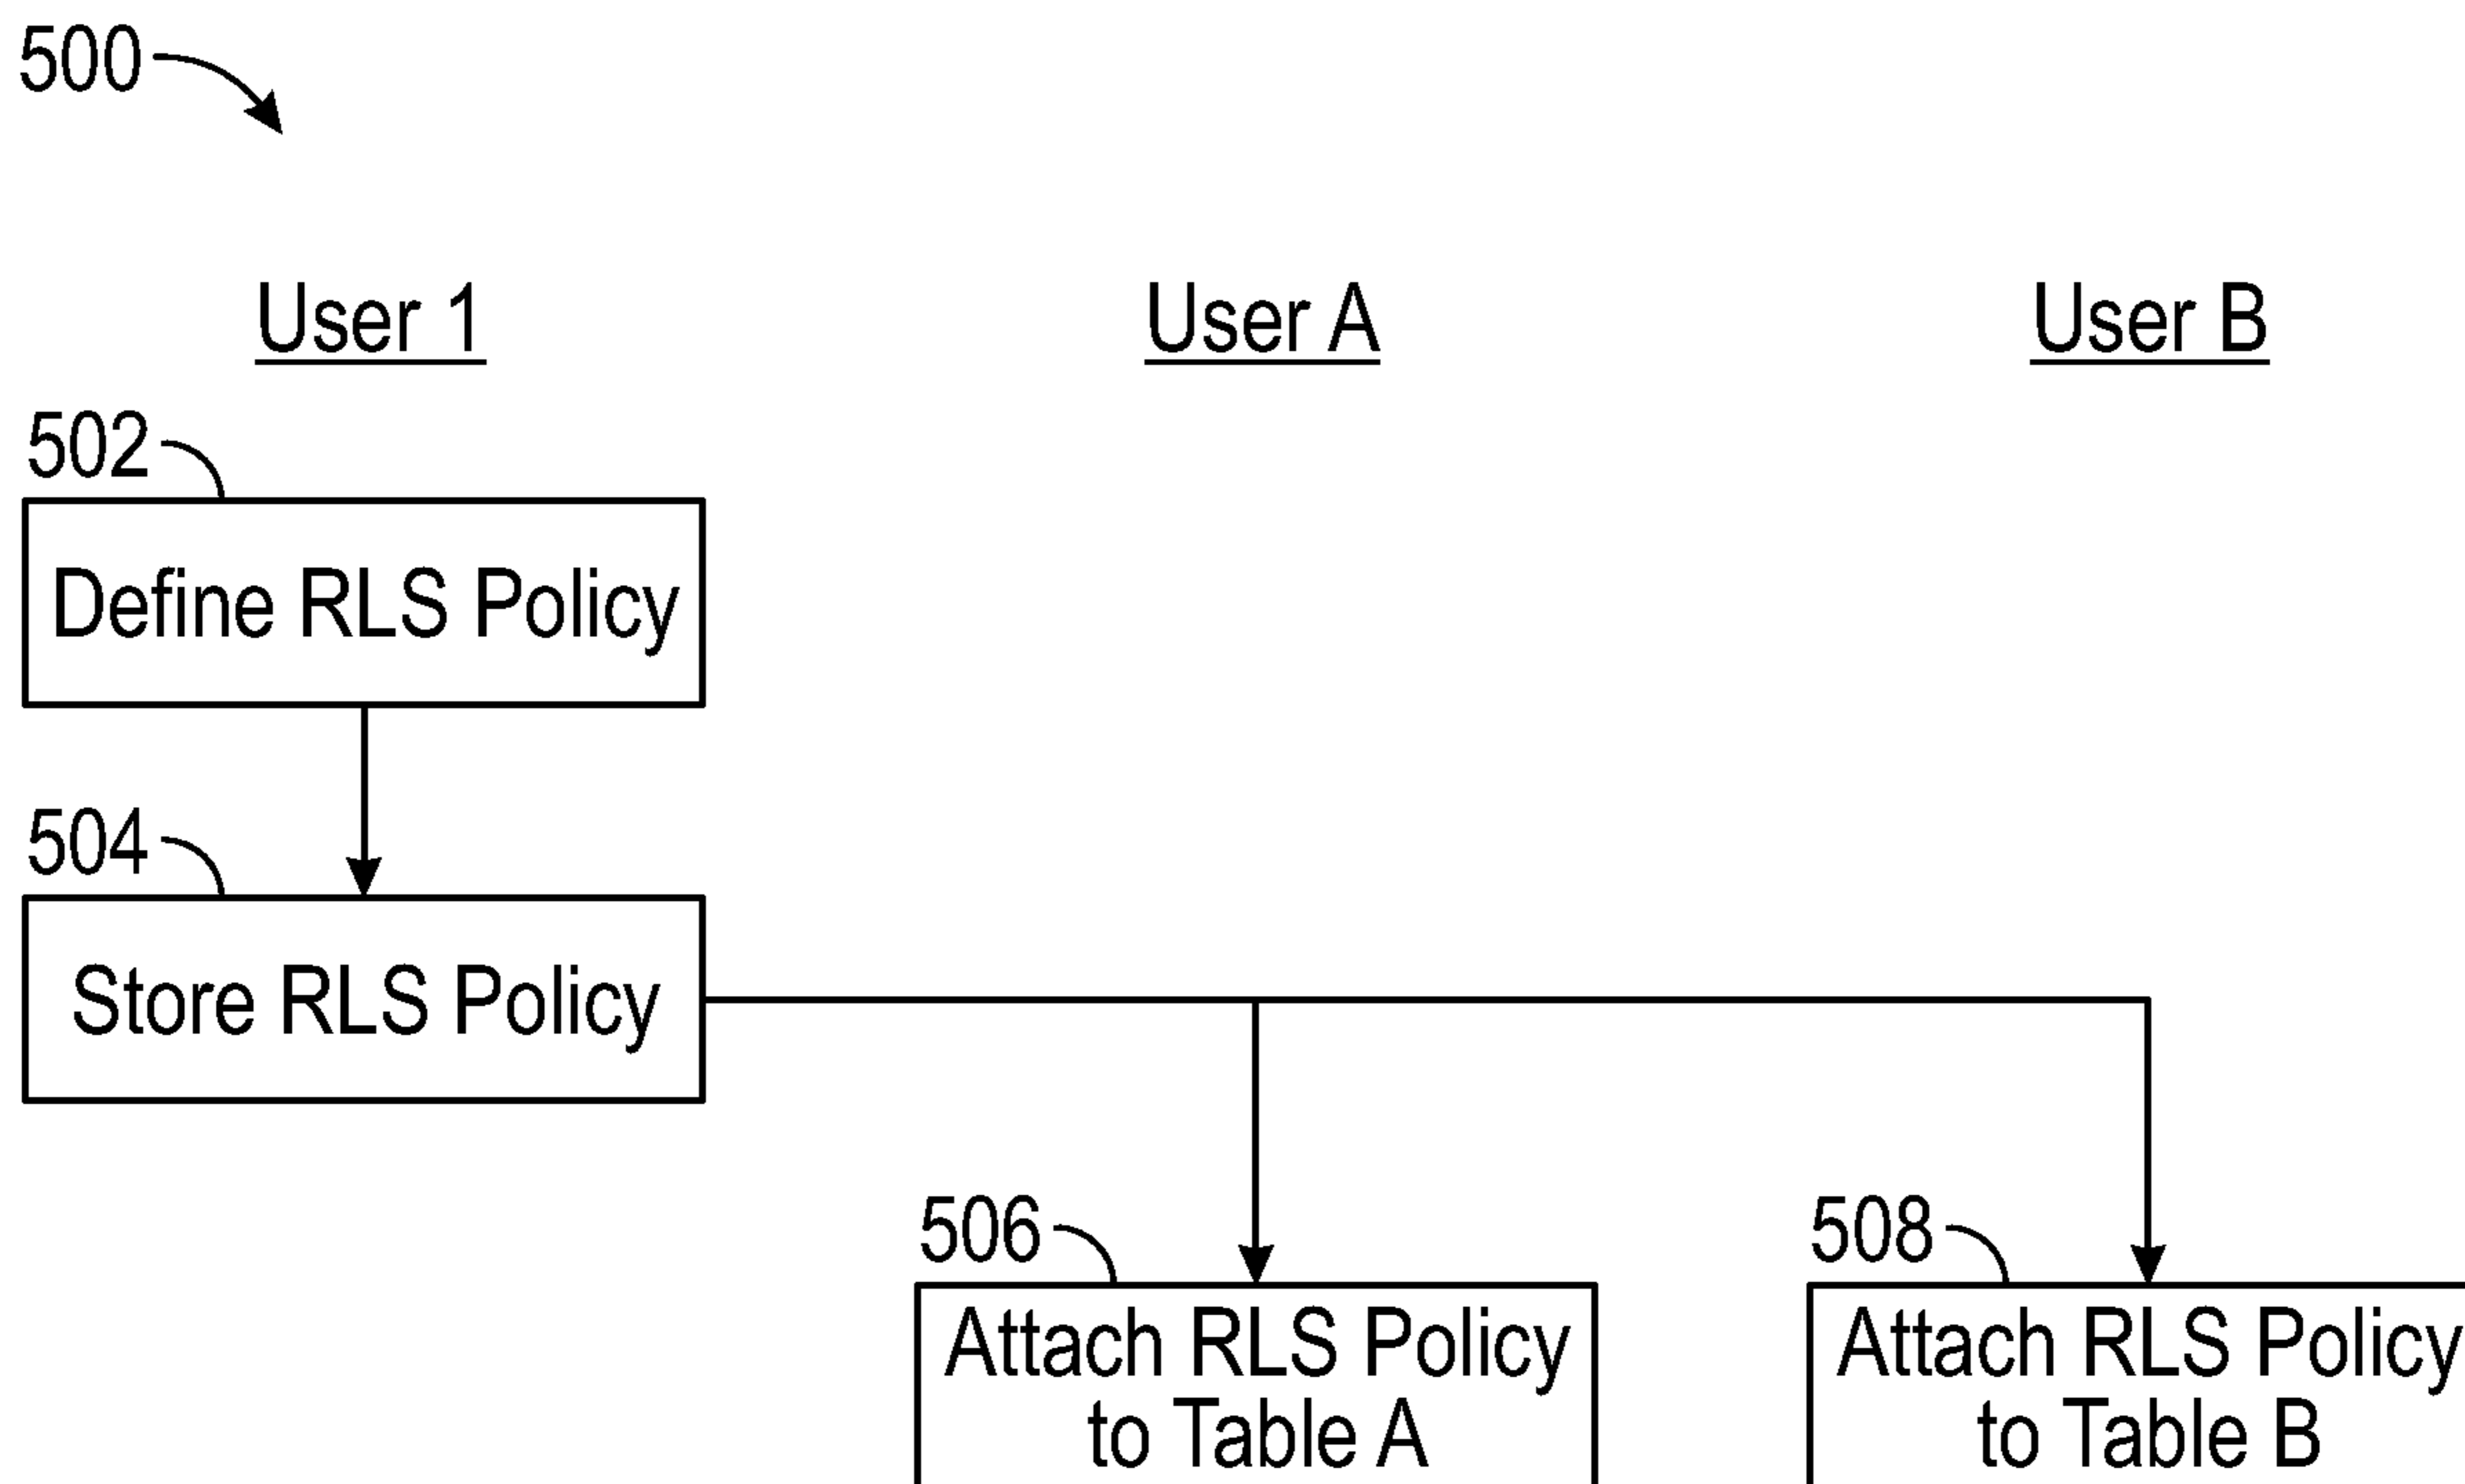 500
User 1
User A
User B
502
Define RLS Policy
504
Store RLS Policy
506
Attach RLS Policy
to Table A
508
Attach RLS Policy
to Table B